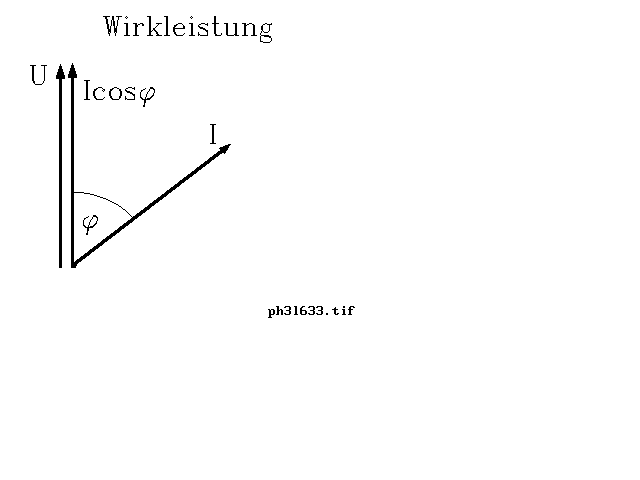 Wirkleistung
U
Icosφ
I
φ
ph31633.tif